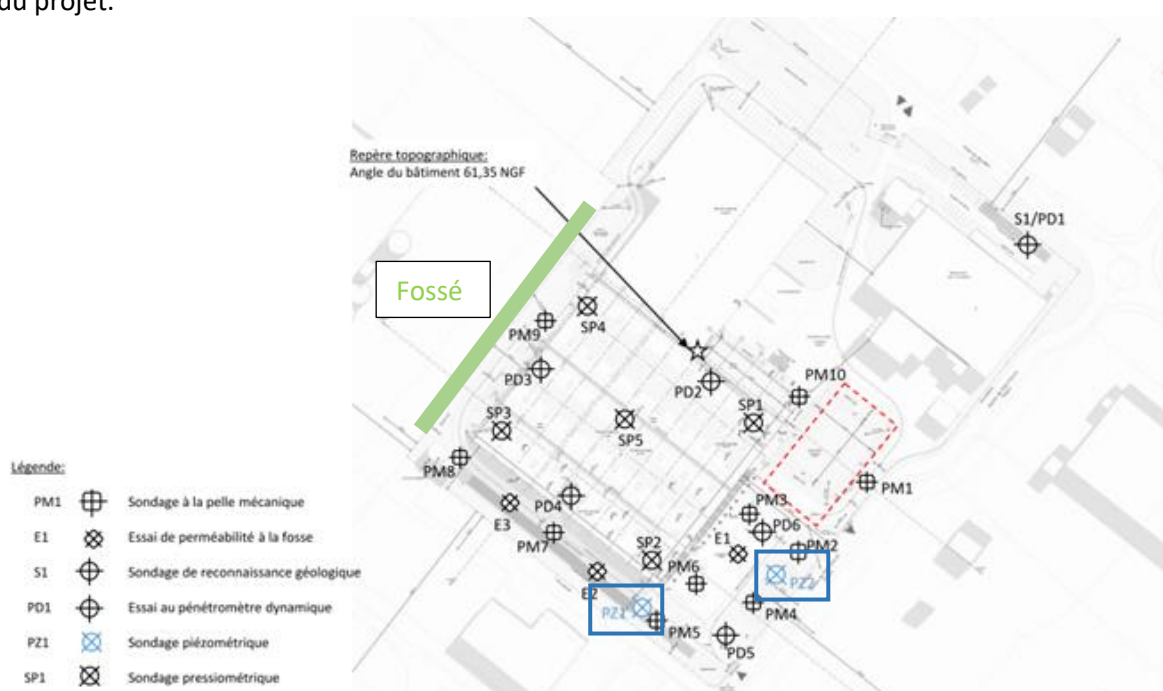 du projet.
Repère topographique:
Angle du bâtiment 61,35 NGF
S1/PD1
Fossé
SP4
PM9
PD3
PD2
PM10
SP1
SP3
SP5
PM8
PM1
PD4
PM3
E3
PD6
PM7
E1
PM2
SP2
PM6
PZ2
E2
PZ1
PM4
PM5
PD5
Légende:
PM1 Sondage à la pelle mécanique
E1 Essai de perméabilité à la fosse
S1 Sondage de reconnaissance géologique
PD1 Essai au pénétromètre dynamique
PZ1 Sondage piézométrique
SP1 Sondage pressiométrique